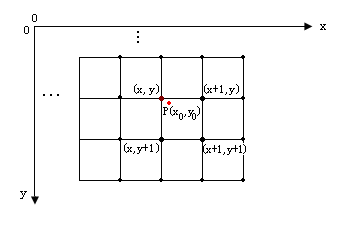 0
0
x
(x, y)
(x+1, y)
P(x₀, y₀)
(x, y+1)
(x+1, y+1)
y